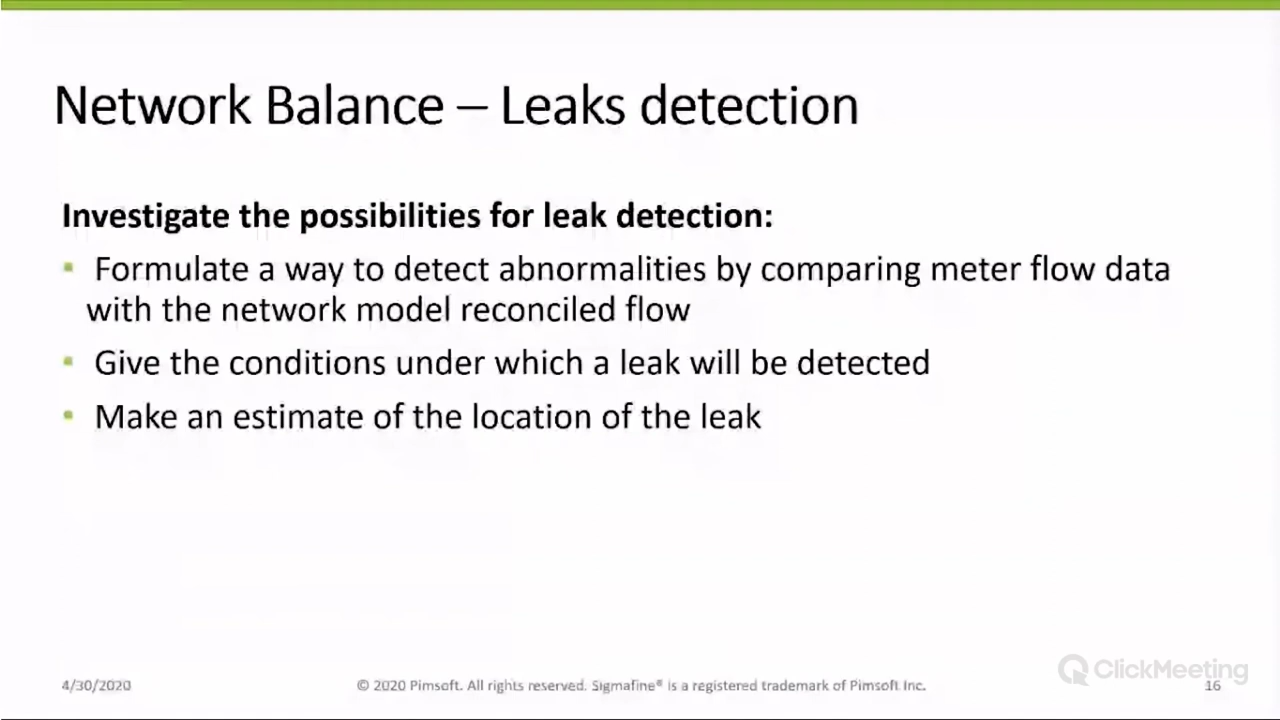 Network Balance – Leaks detection
Investigate the possibilities for leak detection:
▪ Formulate a way to detect abnormalities by comparing meter flow data
with the network model reconciled flow
▪ Give the conditions under which a leak will be detected
▪ Make an estimate of the location of the leak
ClickMeeting
4/30/2020
© 2020 Pimsoft. All rights reserved. Sigmafine® is a registered trademark of Pimsoft Inc.
16